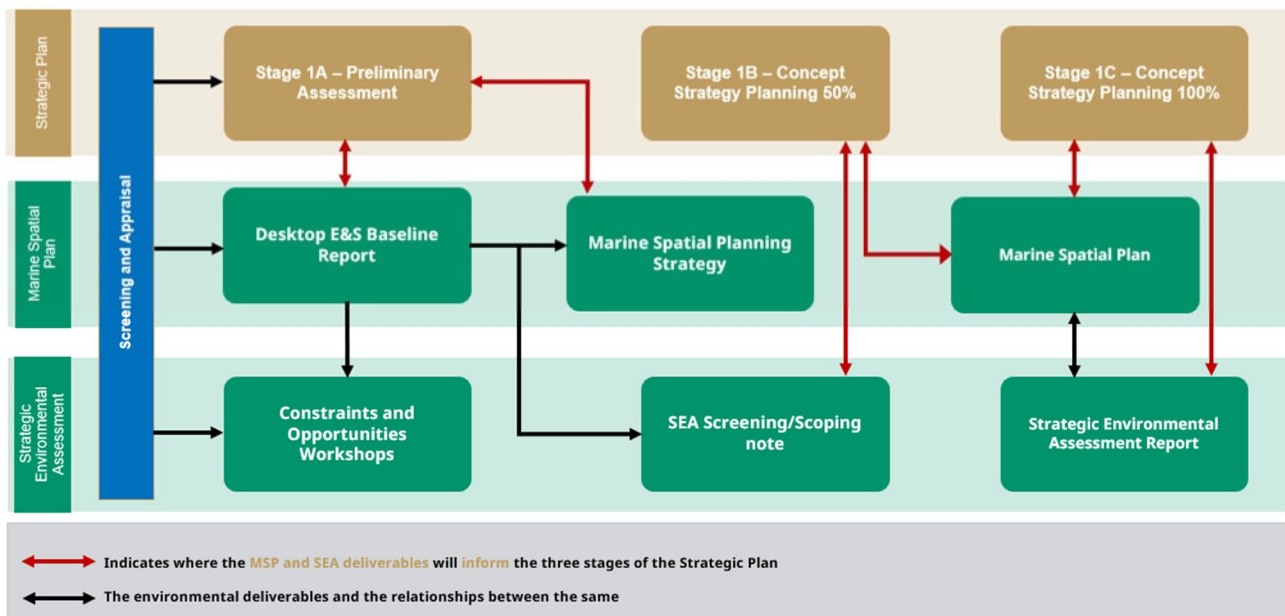 Strategic Plan
Screening and Appraisal
Stage 1A – Preliminary
Assessment
Stage 1B – Concept
Strategy Planning 50%
Stage 1C – Concept
Strategy Planning 100%
Marine Spatial
Plan
Desktop E&S Baseline
Report
Marine Spatial Planning
Strategy
Marine Spatial Plan
Strategic
Environmental
Assessment
Constraints and
Opportunities
Workshops
SEA Screening/Scoping
note
Strategic Environmental
Assessment Report
Indicates where the MSP and SEA deliverables will inform the three stages of the Strategic Plan
The environmental deliverables and the relationships between the same